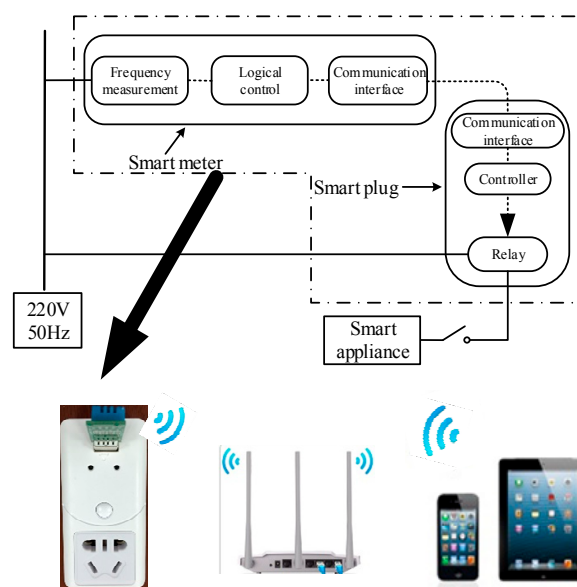 Frequency
measurement
Logical
control
Communication
interface
Smart meter
Communication
interface
Smart plug
Controller
Relay
220V
50Hz
Smart
appliance